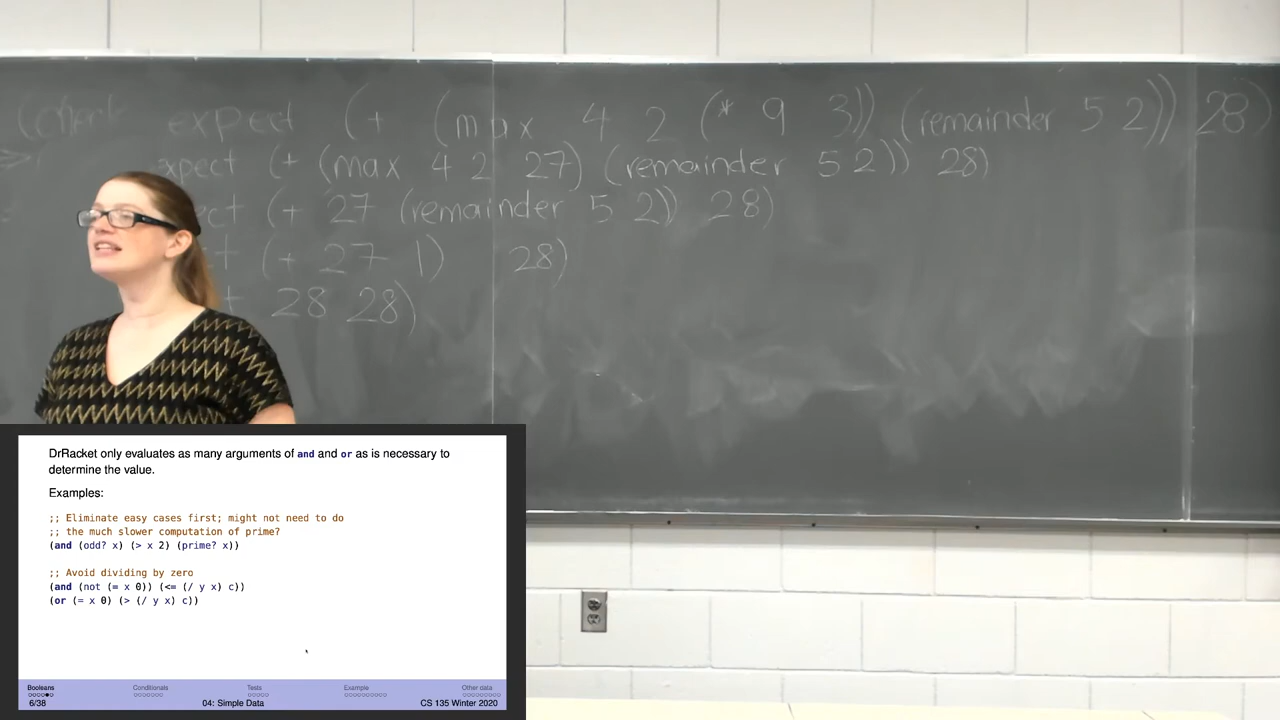 (check expect (+ (max 4 2 (* 9 3)) (remainder 5 2)) 28)
expect (+ (max 4 2 27) (remainder 5 2)) 28)
ect (+ 27 (remainder 5 2)) 28)
t (+ 27 1) 28)
28 28)
DrRacket only evaluates as many arguments of and and or as is necessary to
determine the value.
Examples:
;; Eliminate easy cases first; might not need to do
;; the much slower computation of prime?
(and (odd? x) (> x 2) (prime? x))
;; Avoid dividing by zero
(and (not (= x 0)) (<= (/ y x) c))
(or (= x 0) (> (/ y x) c))
Booleans Conditionals Tests Example Other data
6/38 04: Simple Data CS 135 Winter 2020